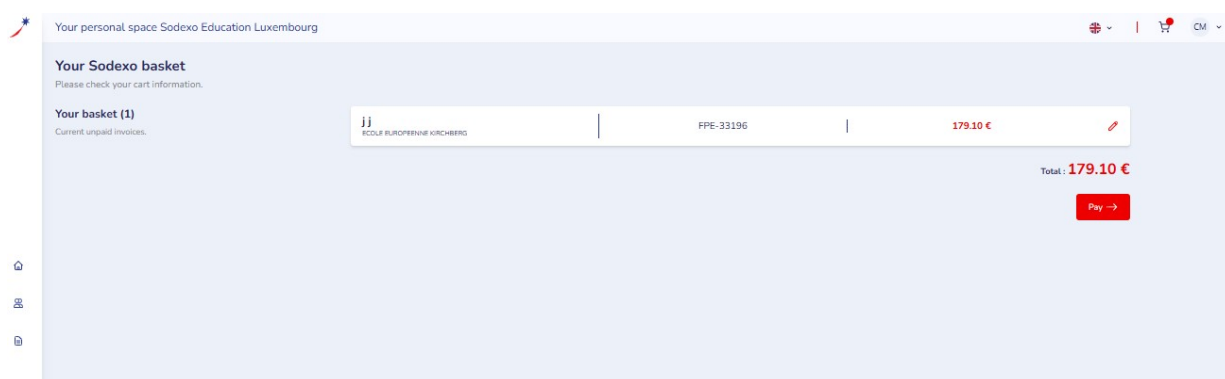 Your personal space Sodexo Education Luxembourg
CM
Your Sodexo basket
Please check your cart information.
Your basket (1)
Current unpaid invoices.
j j
ECOLE EUROPEENNE KIRCHBERG
FPE-33196
179.10 €
Total : 179.10 €
Pay →